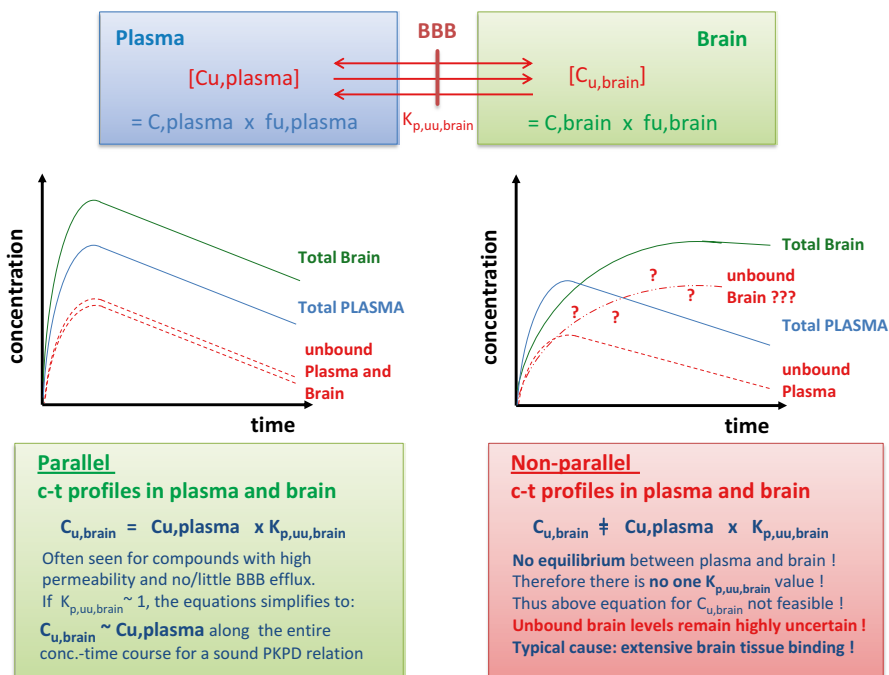 Plasma
BBB
Brain
[Cu,plasma]
[Cu,brain]
= C,plasma x fu,plasma
Kp,uu,brain
= C,brain x fu,brain
concentration
Total Brain
Total PLASMA
unbound
Plasma and
Brain
time
concentration
Total Brain
?
unbound
Brain ???
?
?
?
Total PLASMA
unbound
Plasma
time
Parallel
c-t profiles in plasma and brain
Cu,brain = Cu,plasma x Kp,uu,brain
Often seen for compounds with high
permeability and no/little BBB efflux.
If Kp,uu,brain ~ 1, the equations simplifies to:
Cu,brain ~ Cu,plasma along the entire
conc.-time course for a sound PKPD relation
Non-parallel
c-t profiles in plasma and brain
Cu,brain ‡ Cu,plasma x Kp,uu,brain
No equilibrium between plasma and brain !
Therefore there is no one Kp,uu,brain value !
Thus above equation for Cu,brain not feasible !
Unbound brain levels remain highly uncertain !
Typical cause: extensive brain tissue binding !